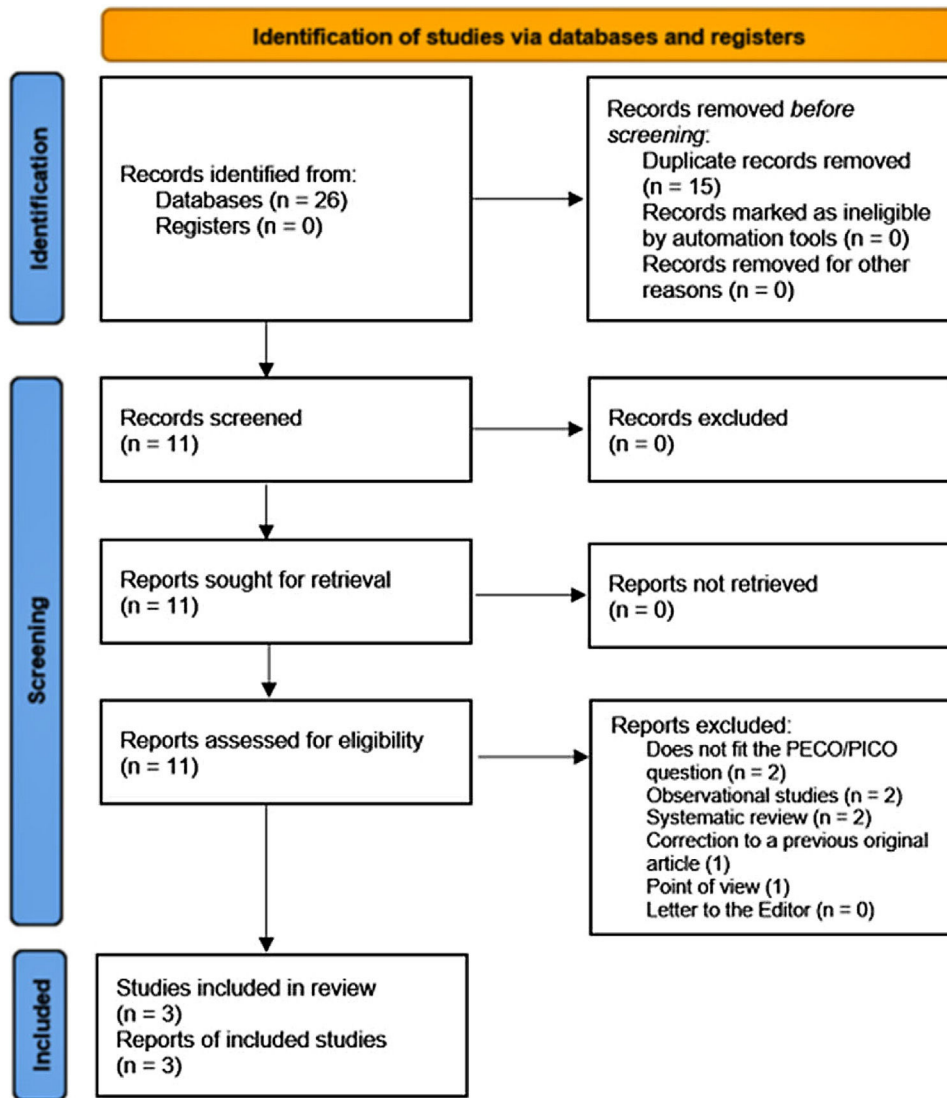 Identification of studies via databases and registers
Identification
Records identified from:
Databases (n = 26)
Registers (n = 0)
Records removed before
screening:
Duplicate records removed
(n = 15)
Records marked as ineligible
by automation tools (n = 0)
Records removed for other
reasons (n = 0)
Screening
Records screened
(n = 11)
Records excluded
(n = 0)
Reports sought for retrieval
(n = 11)
Reports not retrieved
(n = 0)
Reports assessed for eligibility
(n = 11)
Reports excluded:
Does not fit the PECO/PICO
question (n = 2)
Observational studies (n = 2)
Systematic review (n = 2)
Correction to a previous original
article (1)
Point of view (1)
Letter to the Editor (n = 0)
Included
Studies included in review
(n = 3)
Reports of included studies
(n = 3)